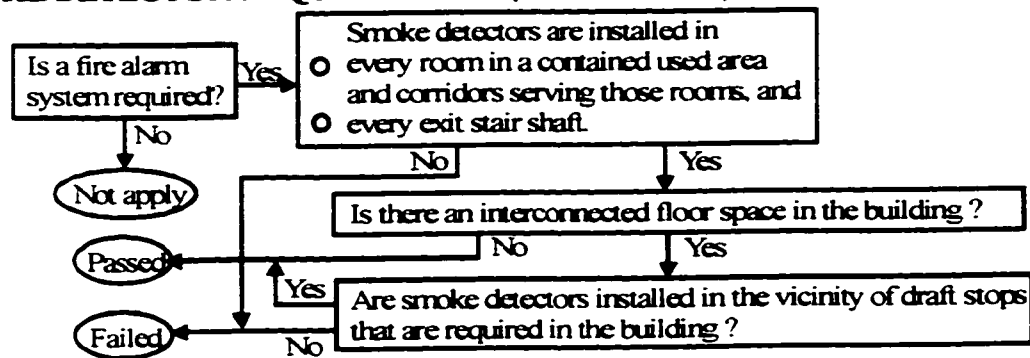 Is a fire alarm
system required?
Yes
No
Not apply
Smoke detectors are installed in
every room in a contained used area
and corridors serving those rooms, and
every exit stair shaft.
No
Yes
Is there an interconnected floor space in the building ?
No
Yes
Passed
Yes
Are smoke detectors installed in the vicinity of draft stops
that are required in the building ?
Failed
No